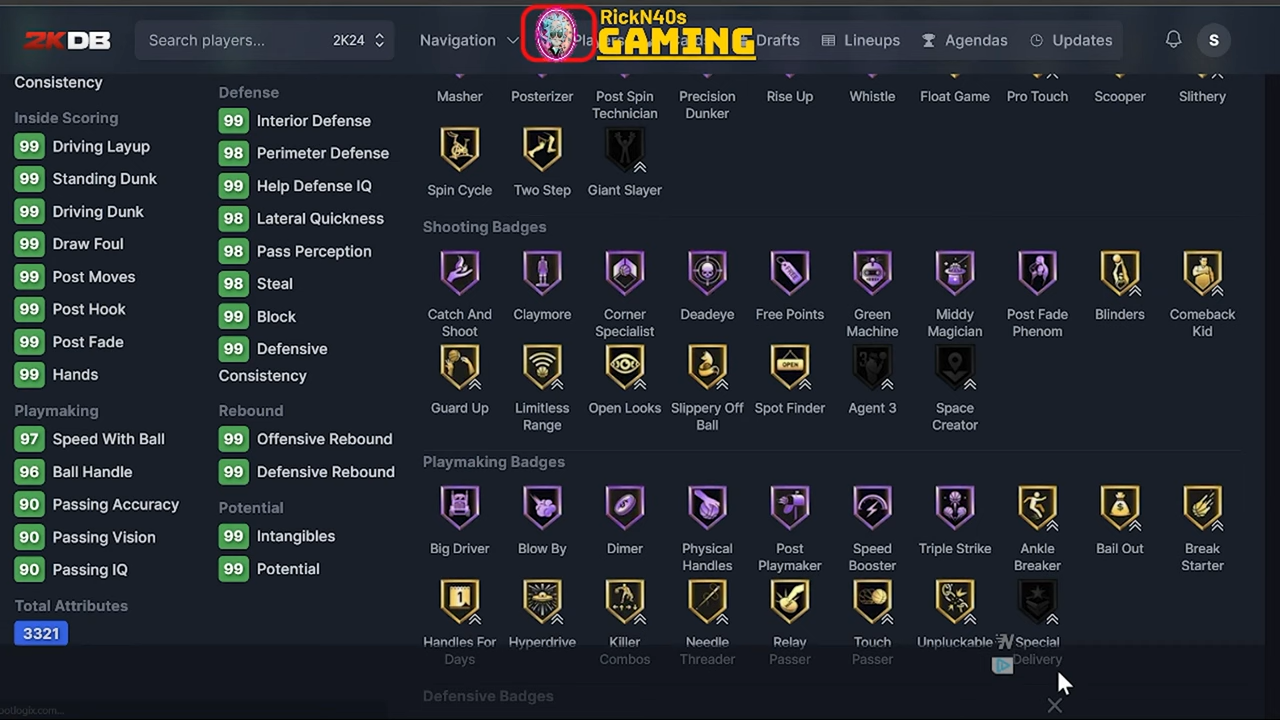 2KDB
Search players...
2K24
Navigation
RickN40s
GAMING
Drafts
Lineups
Agendas
Updates
S
Consistency
Inside Scoring
99 Driving Layup
99 Standing Dunk
99 Driving Dunk
99 Draw Foul
99 Post Moves
99 Post Hook
99 Post Fade
99 Hands
Playmaking
97 Speed With Ball
96 Ball Handle
90 Passing Accuracy
90 Passing Vision
90 Passing IQ
Total Attributes
3321
Defense
99 Interior Defense
98 Perimeter Defense
99 Help Defense IQ
98 Lateral Quickness
98 Pass Perception
98 Steal
99 Block
99 Defensive
Consistency
Rebound
99 Offensive Rebound
99 Defensive Rebound
Potential
99 Intangibles
99 Potential
Masher
Posterizer
Post Spin
Technician
Precision
Dunker
Rise Up
Whistle
Float Game
Pro Touch
Scooper
Slithery
Spin Cycle
Two Step
Giant Slayer
Shooting Badges
Catch And
Shoot
Claymore
Corner
Specialist
Deadeye
Free Points
Green
Machine
Middy
Magician
Post Fade
Phenom
Blinders
Comeback
Kid
Guard Up
Limitless
Range
Open Looks
Slippery Off
Ball
OPEN
Spot Finder
Agent 3
Space
Creator
Playmaking Badges
Big Driver
Blow By
Dimer
Physical
Handles
Post
Playmaker
Speed
Booster
Triple Strike
Ankle
Breaker
Bail Out
Break
Starter
1
Handles For
Days
Hyperdrive
Killer
Combos
Needle
Threader
Relay
Passer
Touch
Passer
Unpluckable
Special
Delivery
Defensive Badges